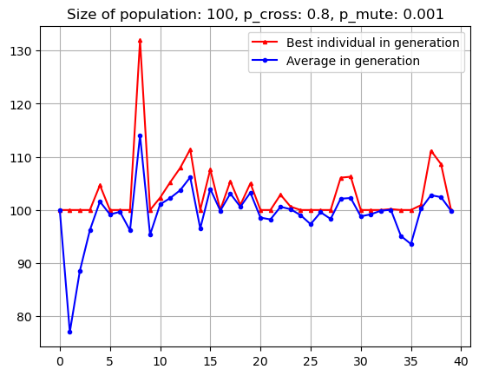 Size of population: 100, p_cross: 0.8, p_mute: 0.001
Best individual in generation
Average in generation
130
120
110
100
90
80
0 5 10 15 20 25 30 35 40